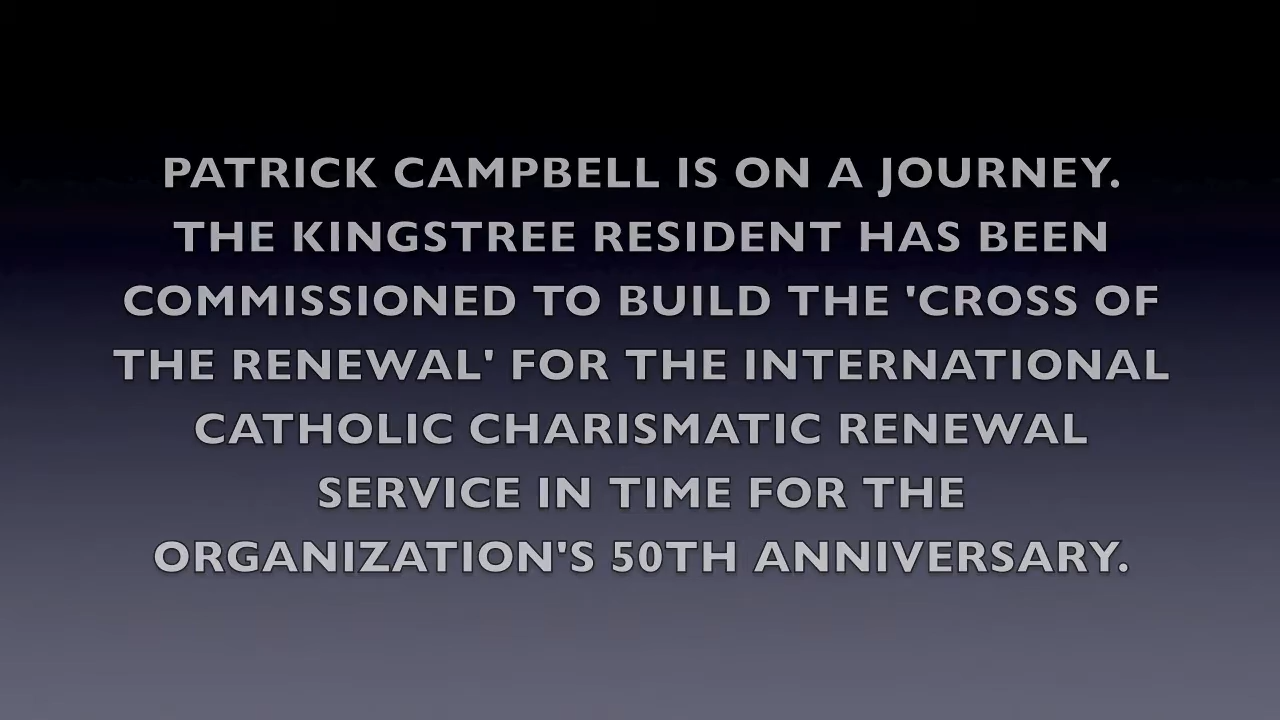 PATRICK CAMPBELL IS ON A JOURNEY.
THE KINGSTREE RESIDENT HAS BEEN
COMMISSIONED TO BUILD THE 'CROSS OF
THE RENEWAL' FOR THE INTERNATIONAL
CATHOLIC CHARISMATIC RENEWAL
SERVICE IN TIME FOR THE
ORGANIZATION'S 50TH ANNIVERSARY.